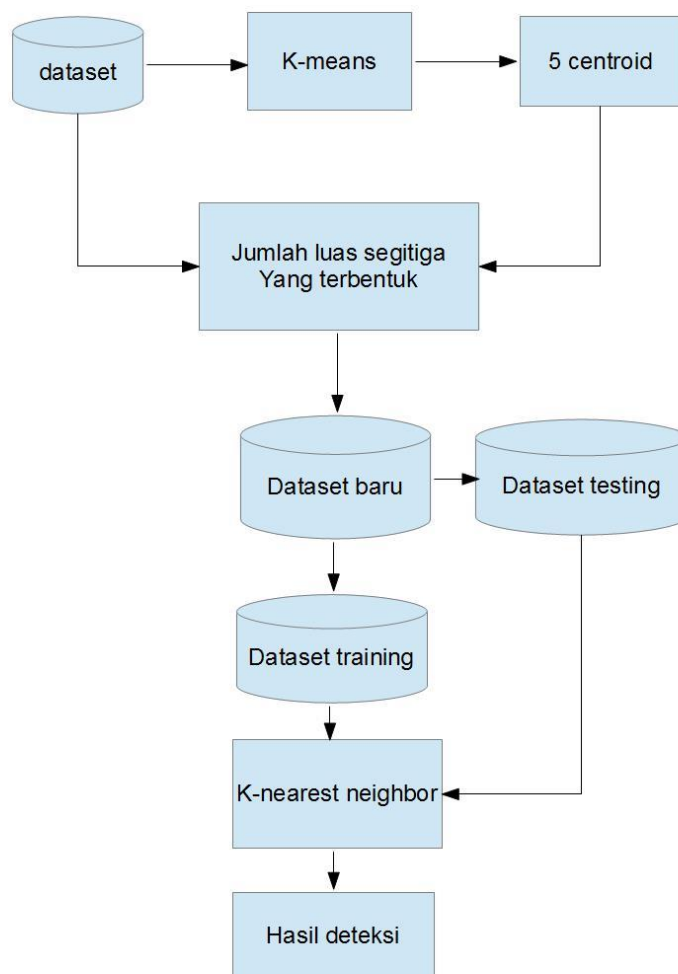 dataset
K-means
5 centroid
Jumlah luas segitiga
Yang terbentuk
Dataset baru
Dataset testing
Dataset training
K-nearest neighbor
Hasil deteksi